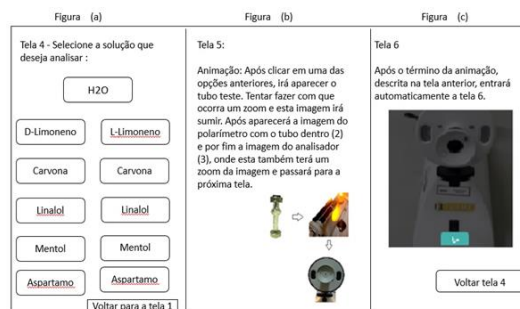 Figura (a)
Figura (b)
Figura (c)
Tela 4 - Selecione a solução que
deseja analisar :
H2O
D-Limoneno
L-Limoneno
Carvona
Carvona
Linalol
Linalol
Mentol
Mentol
Aspartamo
Aspartamo
Voltar para a tela 1
Tela 5:
Animação: Após clicar em uma das
opções anteriores, irá aparecer o
tubo teste. Tentar fazer com que
ocorra um zoom e esta imagem irá
sumir. Após aparecerá a imagem do
polarímetro com o tubo dentro (2)
e por fim a imagem do analisador
(3), onde esta também terá um
zoom da imagem e passará para a
próxima tela.
Tela 6
Após o término da animação,
descrita na tela anterior, entrará
automaticamente a tela 6.
Voltar tela 4